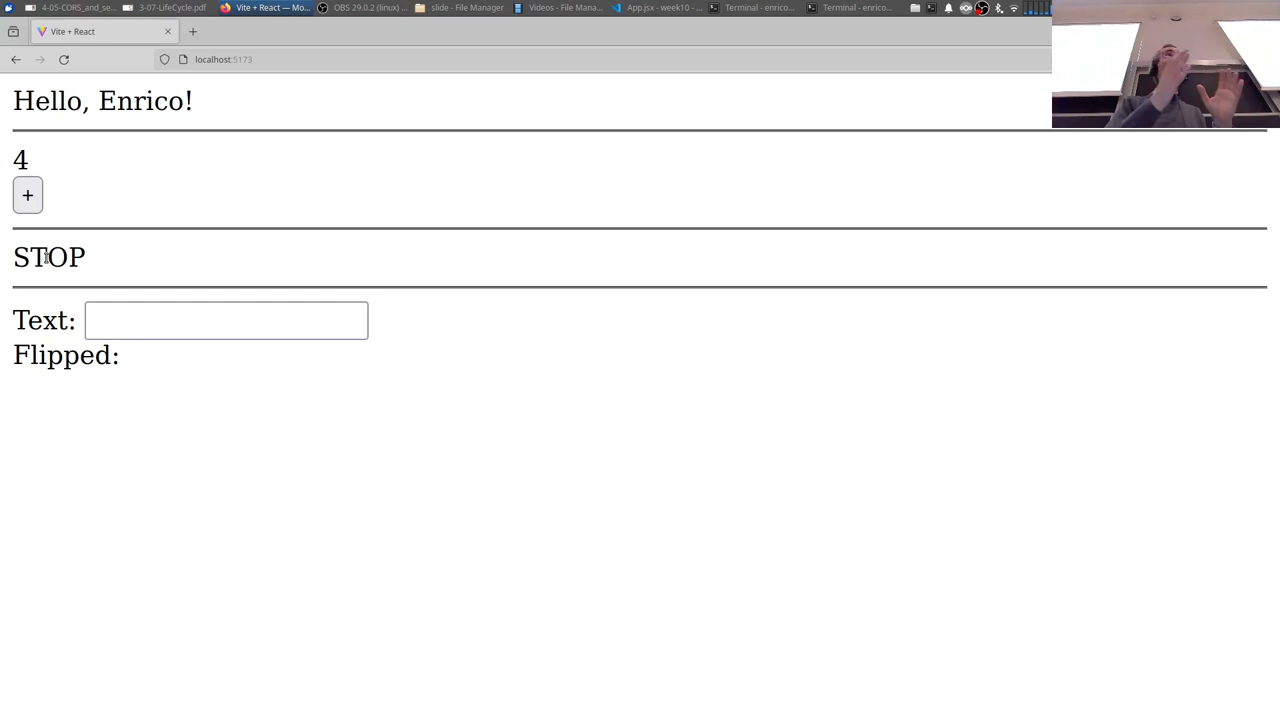 4-05-CORS_and_se...
3-07-LifeCycle.pdf
Vite + React — Mo...
OBS 29.0.2 (linux) ...
slide - File Manager
Videos - File Mana...
App.jsx - week10 - ...
Terminal - enrico...
Terminal - enrico...
Vite + React
localhost:5173
Hello, Enrico!
4
+
STOP
Text:
Flipped: